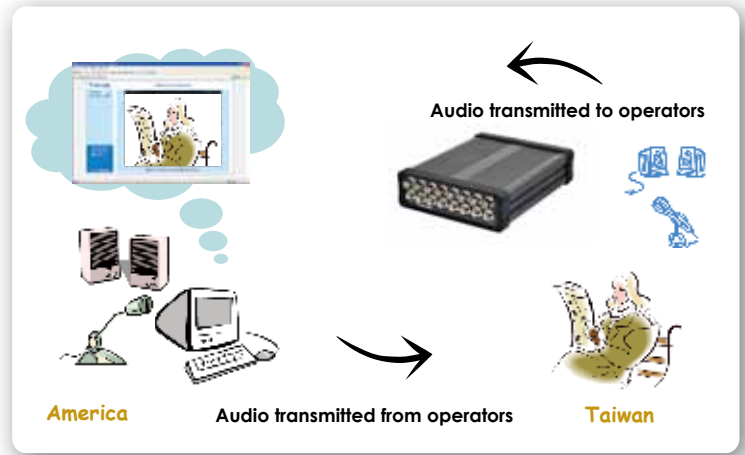 Audio transmitted to operators
America
Audio transmitted from operators
Taiwan